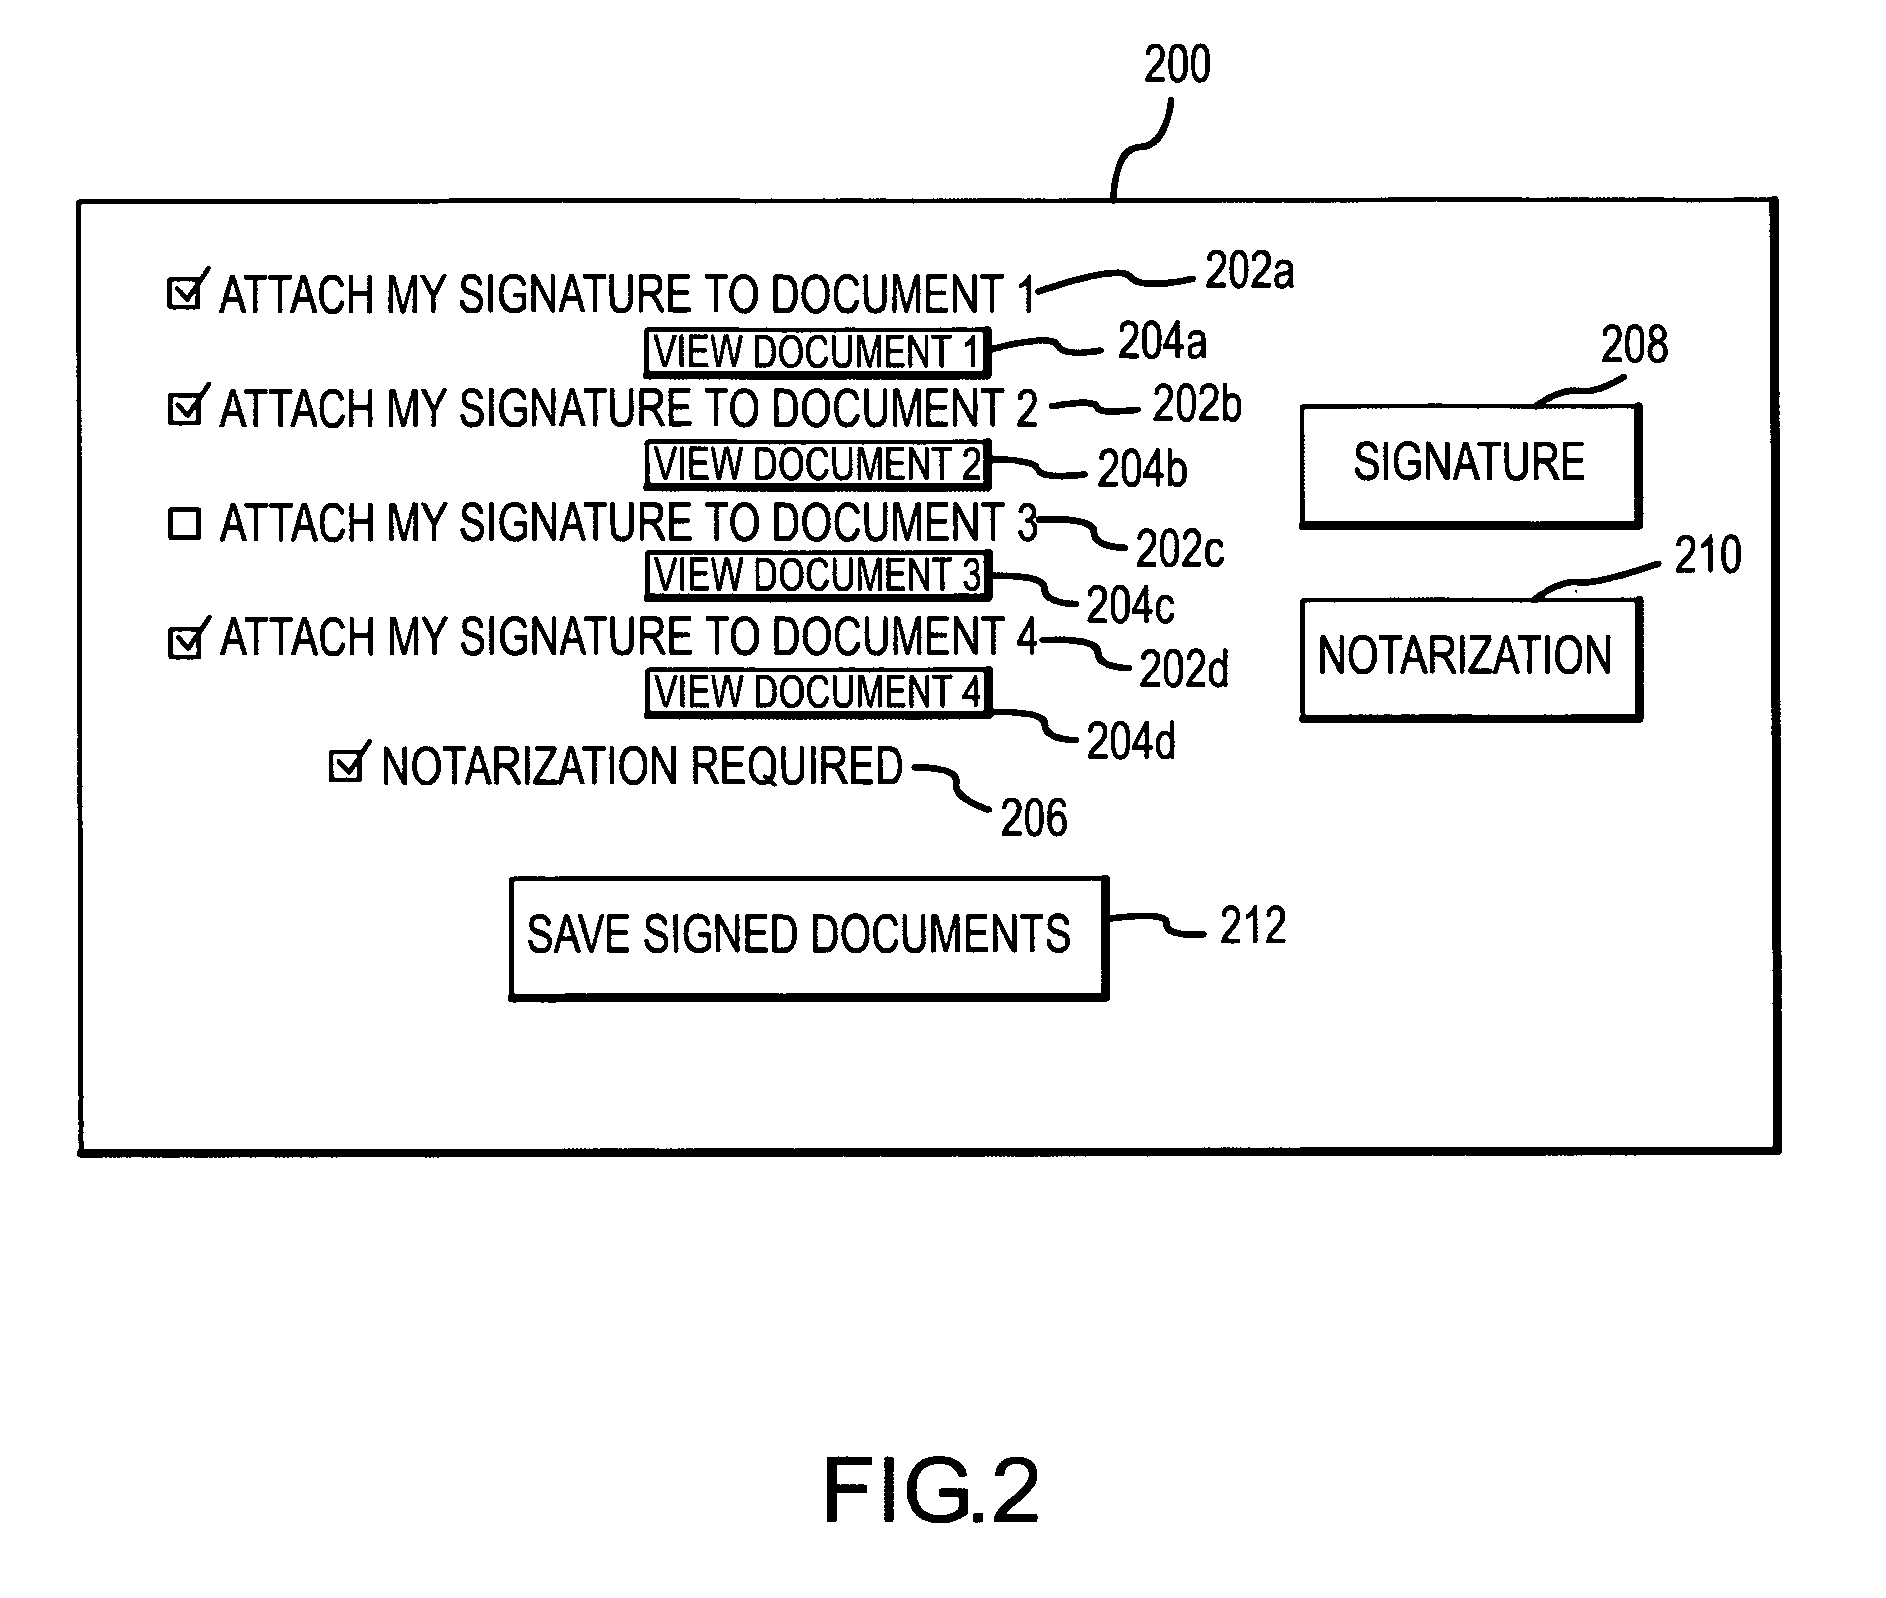 200
ATTACH MY SIGNATURE TO DOCUMENT 1 202a
VIEW DOCUMENT 1 204a
ATTACH MY SIGNATURE TO DOCUMENT 2 202b
VIEW DOCUMENT 2 204b
ATTACH MY SIGNATURE TO DOCUMENT 3 202c
VIEW DOCUMENT 3 204c
ATTACH MY SIGNATURE TO DOCUMENT 4 202d
VIEW DOCUMENT 4 204d
NOTARIZATION REQUIRED 206
208
SIGNATURE
210
NOTARIZATION
SAVE SIGNED DOCUMENTS 212
FIG.2